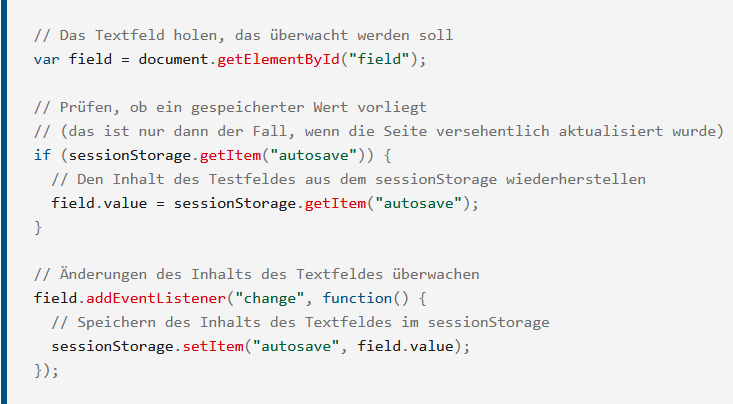 // Das Textfeld holen, das überwacht werden soll
var field = document.getElementById("field");
// Prüfen, ob ein gespeicherter Wert vorliegt
// (das ist nur dann der Fall, wenn die Seite versehentlich aktualisiert wurde)
if (sessionStorage.getItem("autosave")) {
// Den Inhalt des Testfeldes aus dem sessionStorage wiederherstellen
field.value = sessionStorage.getItem("autosave");
}
// Änderungen des Inhalts des Textfeldes überwachen
field.addEventListener("change", function() {
// Speichern des Inhalts des Textfeldes im sessionStorage
sessionStorage.setItem("autosave", field.value);
});